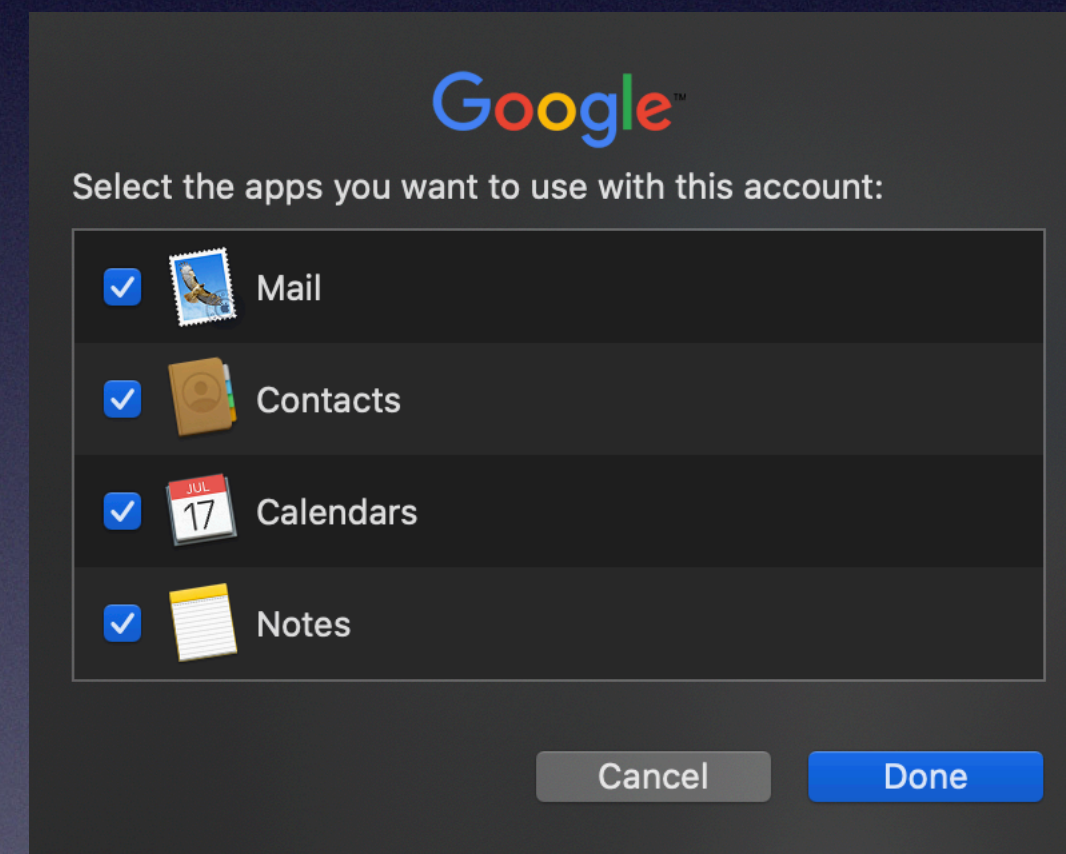 Google™
Select the apps you want to use with this account:
Mail
Contacts
JUL
17
Calendars
Notes
Cancel
Done